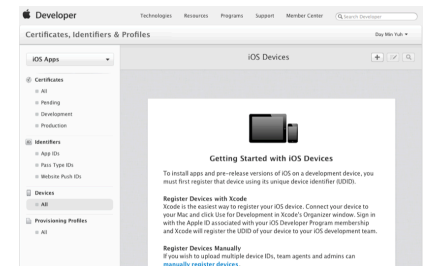 Developer
Technologies Resources Programs Support Member Center Search Developer
Certificates, Identifiers & Profiles
Day Min Yuh
iOS Apps
iOS Devices
Certificates
All
Pending
Development
Production
Identifiers
App IDs
Pass Type IDs
Website Push IDs
Devices
All
Provisioning Profiles
All
Getting Started with iOS Devices
To install apps and pre-release versions of iOS on a development device, you
must first register that device using its unique device identifier (UDID).
Register Devices with Xcode
Xcode is the easiest way to register your iOS device. Connect your device to
your Mac and click Use for Development in Xcode's Organizer window. Sign in
with the Apple ID associated with your iOS Developer Program membership
and Xcode will register the UDID of your device to your iOS development team.
Register Devices Manually
If you wish to upload multiple device IDs, team agents and admins can
manually register devices.